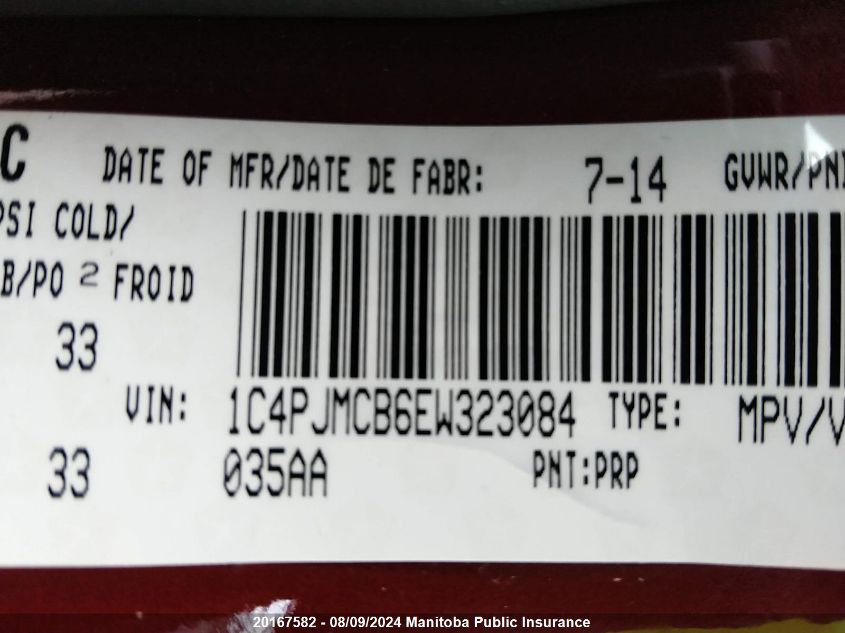 C DATE OF MFR/DATE DE FABR: 7-14 GVWR/PNB
PSI COLD/
B/PO 2 FROID
33
VIN: 1C4PJMCB6EW323084 TYPE: MPV/V
33 035AA PNT:PRP
20167582 - 08/09/2024 Manitoba Public Insurance